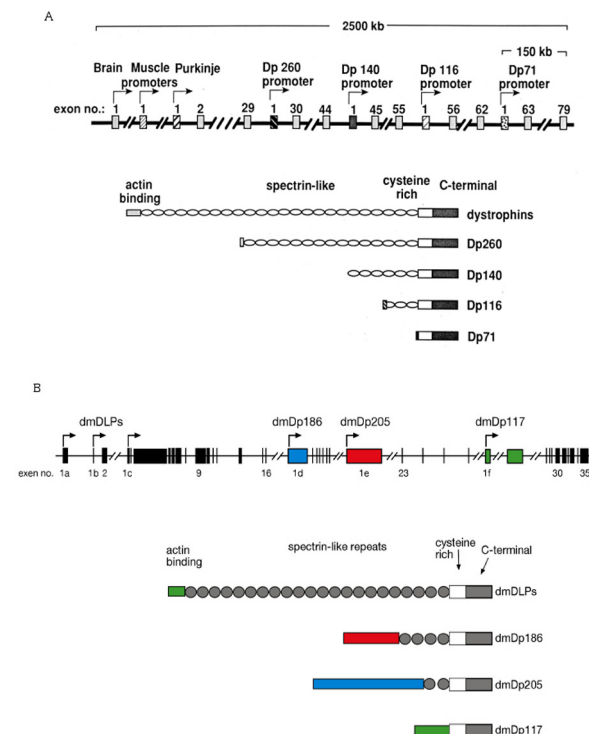 A
2500 kb
150 kb
Brain Muscle Purkinje
promoters
Dp 260
promoter
Dp 140
promoter
Dp 116
promoter
Dp71
promoter
exon no.: 1 1 1 2 29 1 30 44 1 45 55 1 56 62 1 63 79
actin
binding
spectrin-like
cysteine
rich
C-terminal
dystrophins
Dp260
Dp140
Dp116
Dp71
B
dmDLPs dmDp186 dmDp205 dmDp117
exen no. 1a 1b 2 1c 9 16 1d 1e 23 1f 30 35
actin
binding
spectrin-like repeats
cysteine
rich
C-terminal
dmDLPs
dmDp186
dmDp205
dmDp117